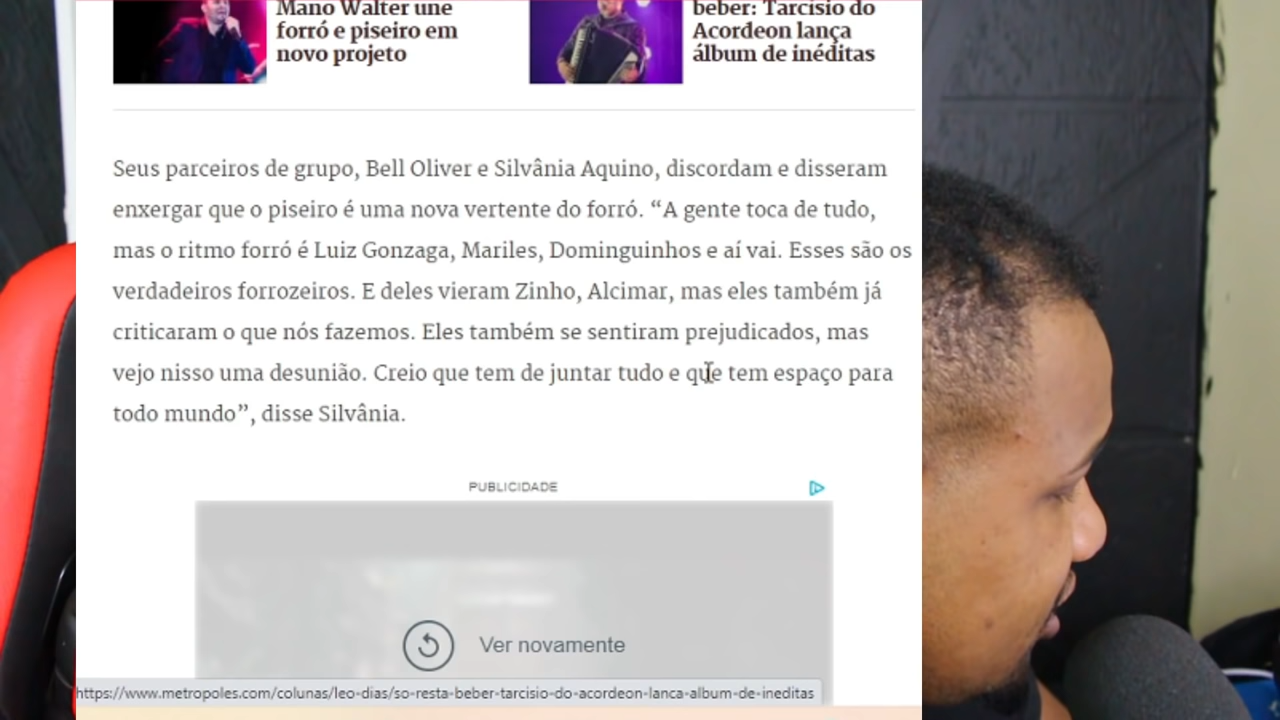 Mano Walter une
forró e piseiro em
novo projeto
beber: Tarcísio do
Acordeon lança
álbum de inéditas
Seus parceiros de grupo, Bell Oliver e Silvânia Aquino, discordam e disseram
enxergar que o piseiro é uma nova vertente do forró. “A gente toca de tudo,
mas o ritmo forró é Luiz Gonzaga, Mariles, Dominguinhos e aí vai. Esses são os
verdadeiros forrozeiros. E deles vieram Zinho, Alcimar, mas eles também já
criticaram o que nós fazemos. Eles também se sentiram prejudicados, mas
vejo nisso uma desunião. Creio que tem de juntar tudo e que tem espaço para
todo mundo”, disse Silvânia.
PUBLICIDADE
Ver novamente
https://www.metropoles.com/colunas/leo-dias/so-resta-beber-tarcisio-do-acordeon-lanca-album-de-ineditas